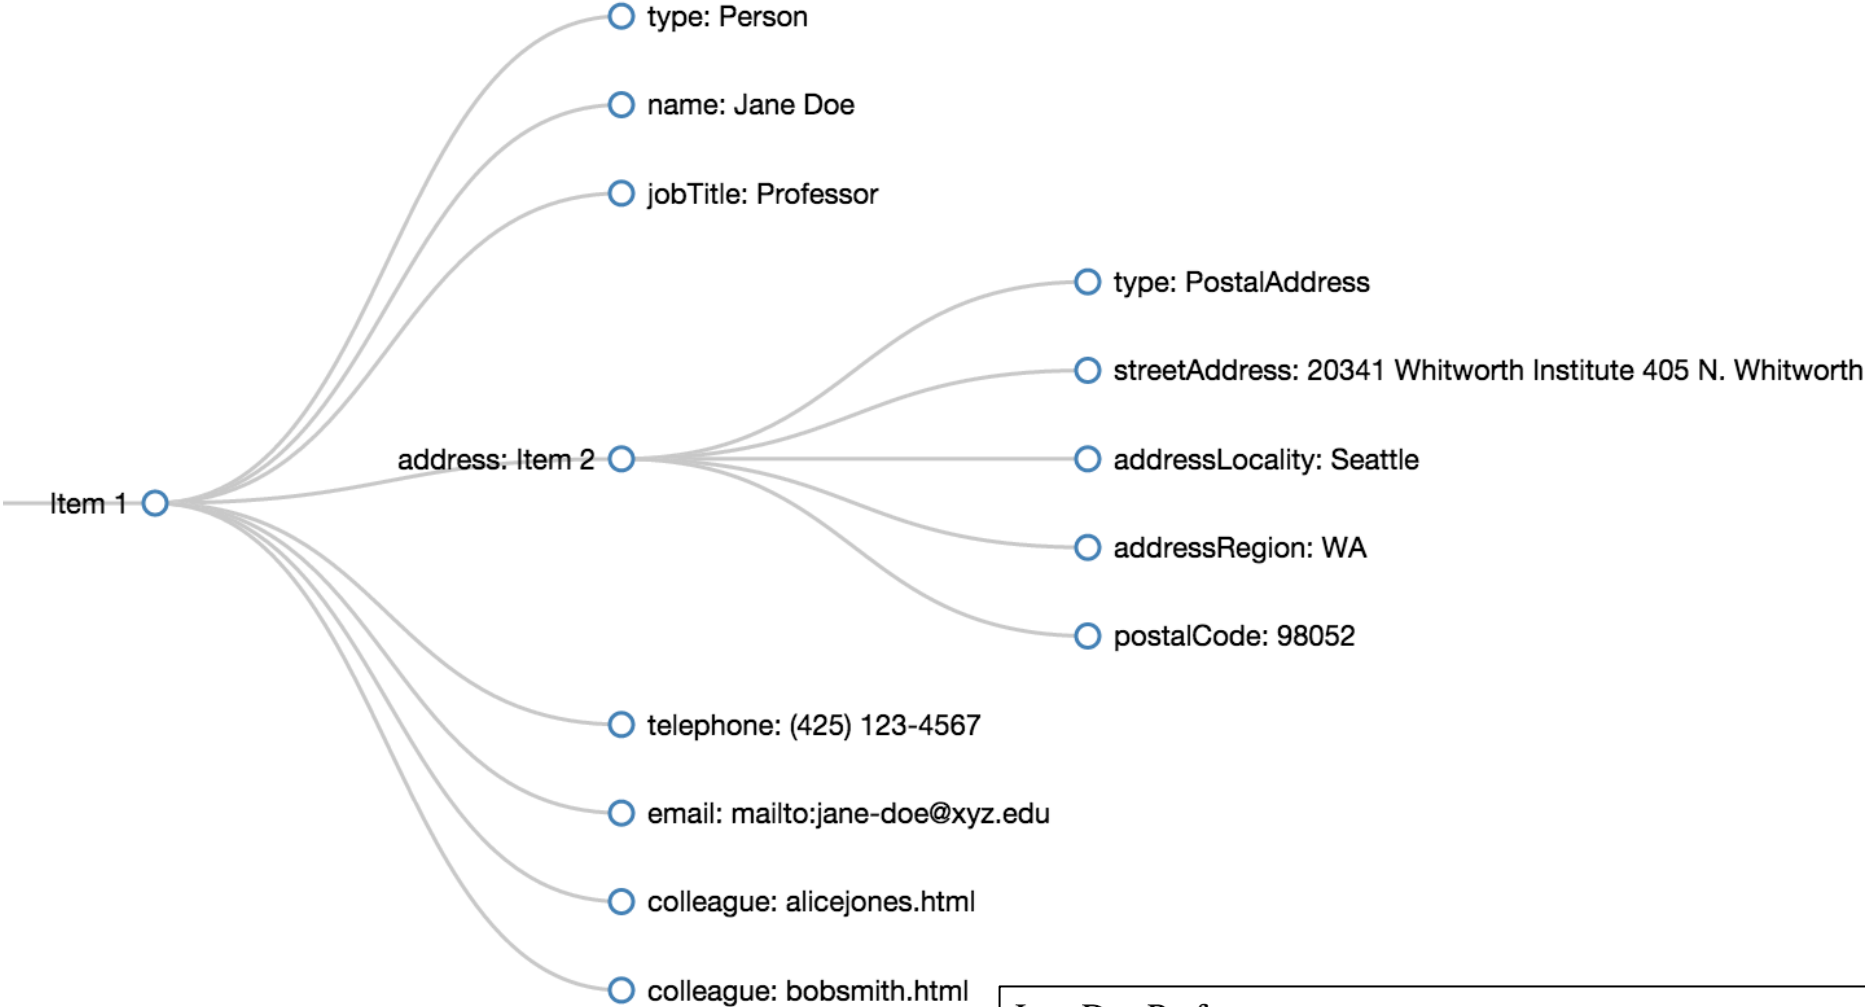 type: Person
name: Jane Doe
jobTitle: Professor
type: PostalAddress
streetAddress: 20341 Whitworth Institute 405 N. Whitworth
address: Item 2
addressLocality: Seattle
Item 1
addressRegion: WA
postalCode: 98052
telephone: (425) 123-4567
email: mailto:jane-doe@xyz.edu
colleague: alicejones.html
colleague: bobsmith.html